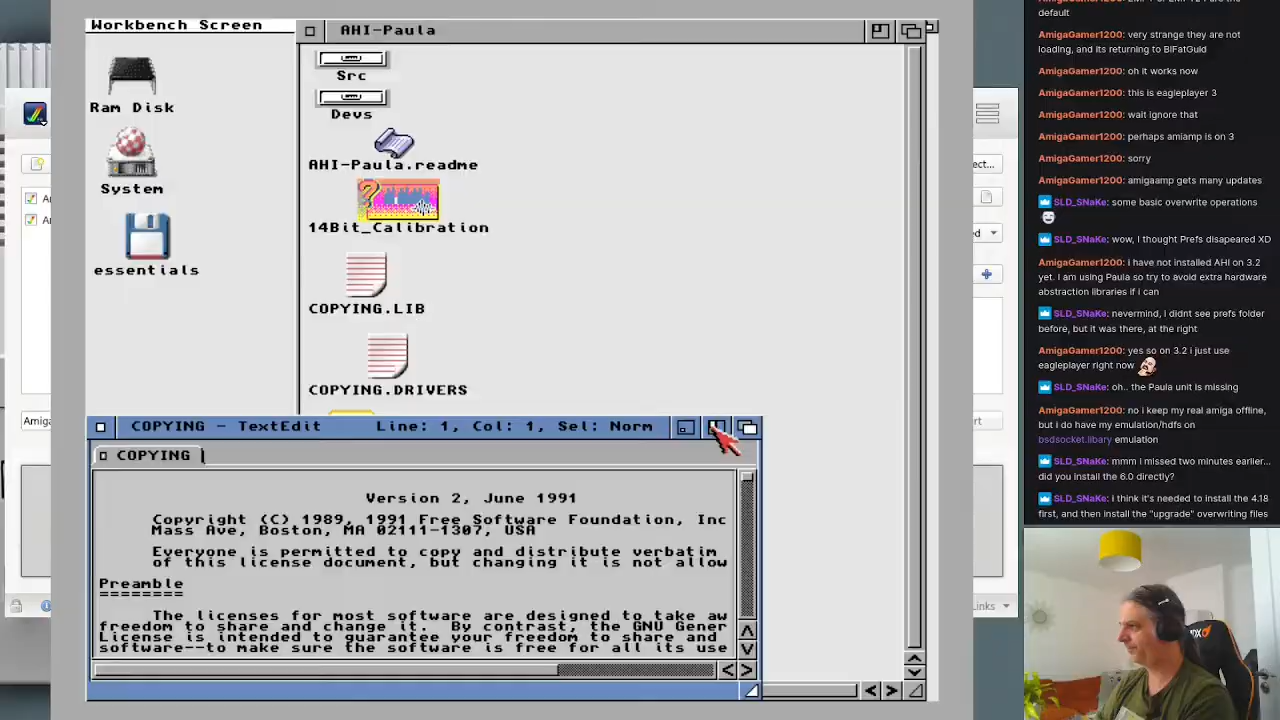 Workbench Screen
AHI-Paula
Ram Disk
System
essentials
Src
Devs
AHI-Paula.readme
14Bit_Calibration
COPYING.LIB
COPYING.DRIVERS
COPYING - TextEdit Line: 1, Col: 1, Sel: Norm
COPYING
Version 2, June 1991
Copyright (C) 1989, 1991 Free Software Foundation, Inc
Mass Ave, Boston, MA 02111-1307, USA
Everyone is permitted to copy and distribute verbatim
of this license document, but changing it is not allow
Preamble
========
The licenses for most software are designed to take aw
freedom to share and change it. By contrast, the GNU Gener
License is intended to guarantee your freedom to share and
software--to make sure the software is free for all its use
Amiga
ect...
default
AmigaGamer1200: very strange they are
not loading, and its returning to BIFatGuid
AmigaGamer1200: oh it works now
AmigaGamer1200: this is eagleplayer 3
AmigaGamer1200: wait ignore that
AmigaGamer1200: perhaps amiamp is on 3
AmigaGamer1200: sorry
AmigaGamer1200: amigaamp gets many updates
SLD_SNaKe: some basic overwrite operations
SLD_SNaKe: wow, I thought Prefs disapeared XD
AmigaGamer1200: i have not installed AHI on 3.2
yet. I am using Paula so try to avoid extra hardware
abstraction libraries if i can
SLD_SNaKe: nevermind, i didnt see prefs folder
before, but it was there, at the right
AmigaGamer1200: yes so on 3.2 i just use
eagleplayer right now
SLD_SNaKe: oh.. the Paula unit is missing
AmigaGamer1200: no i keep my real amiga offline,
but i do have my emulation/hdfs on
bsdsocket.libary emulation
SLD_SNaKe: mmm I missed two minutes earlier...
did you install the 6.0 directly?
SLD_SNaKe: i think it's needed to install the 4.18
first, and then install the "upgrade" overwriting files